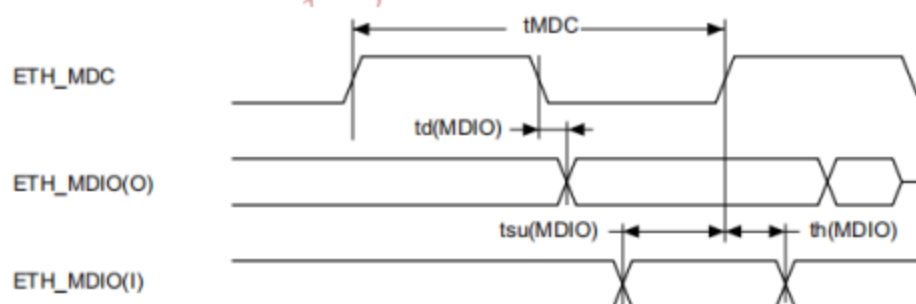 tMDC
ETH_MDC
td(MDIO)
ETH_MDIO(O)
tsu(MDIO) th(MDIO)
ETH_MDIO(I)